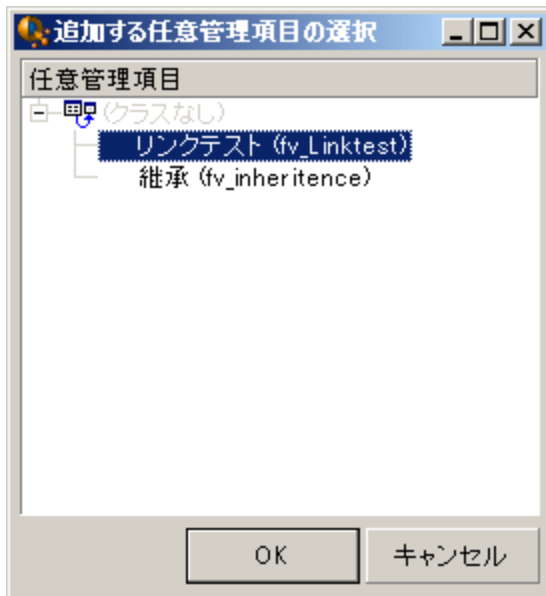 追加する任意管理項目の選択
任意管理項目
(クラスなし)
リンクテスト (fv_Linktest)
継承 (fv_inheritence)
OK
キャンセル